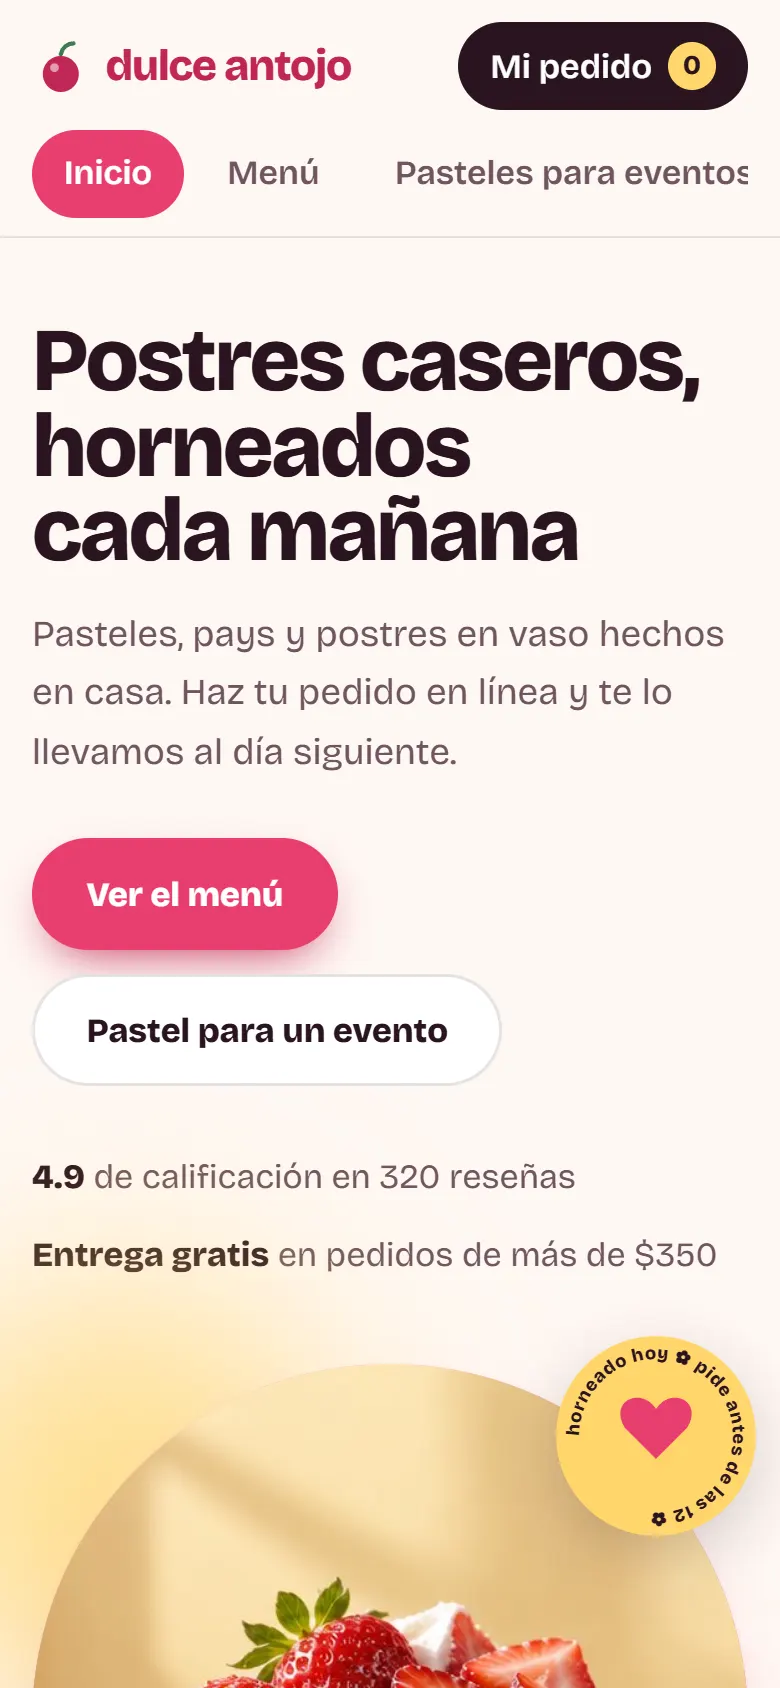 dulce antojo
Mi pedido 0
Inicio Menú Pasteles para eventos
Postres caseros,
horneados
cada mañana
Pasteles, pays y postres en vaso hechos
en casa. Haz tu pedido en línea y te lo
llevamos al día siguiente.
Ver el menú
Pastel para un evento
4.9 de calificación en 320 reseñas
Entrega gratis en pedidos de más de $350
horneado hoy ✿ pide antes de las 12 ✿